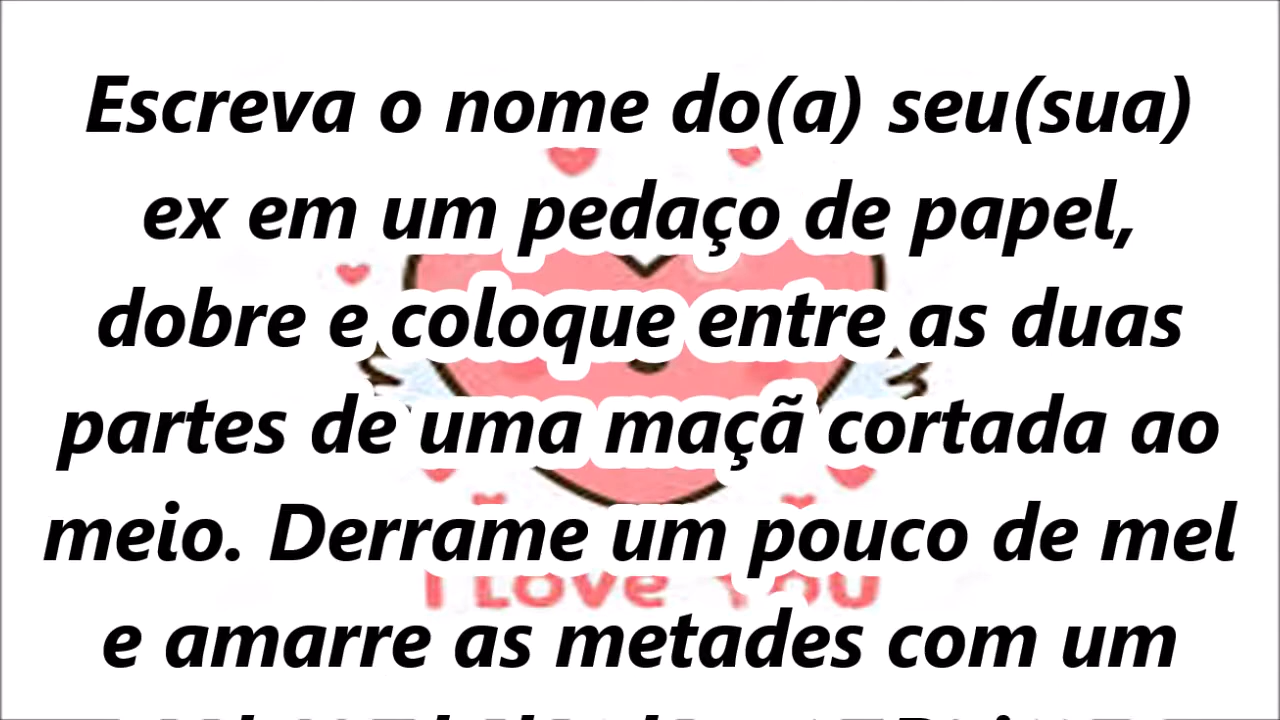 Escreva o nome do(a) seu(sua)
ex em um pedaço de papel,
dobre e coloque entre as duas
partes de uma maçã cortada ao
meio. Derrame um pouco de mel
I Love You
e amarre as metades com um